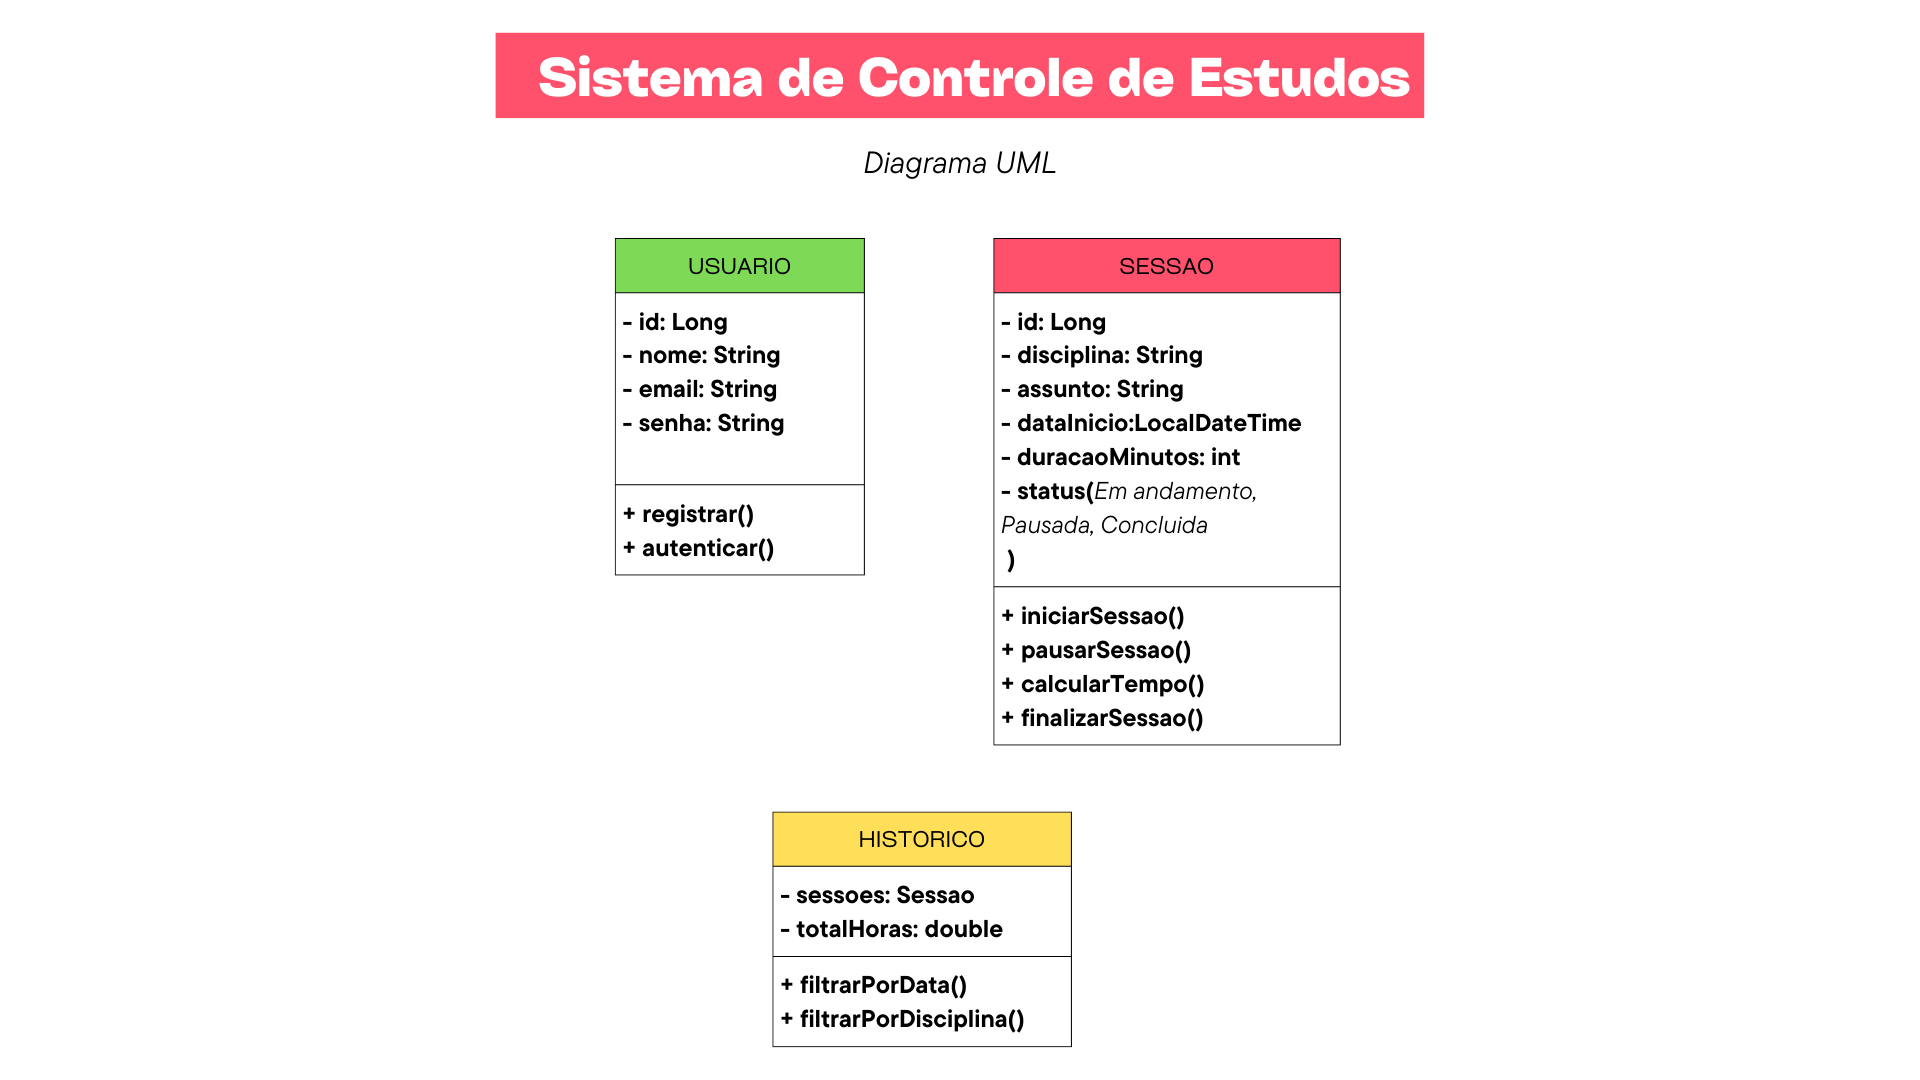 Sistema de Controle de Estudos
Diagrama UML
USUARIO
- id: Long
- nome: String
- email: String
- senha: String
+ registrar()
+ autenticar()
SESSAO
- id: Long
- disciplina: String
- assunto: String
- dataInicio:LocalDateTime
- duracaoMinutos: int
- status(Em andamento,
Pausada, Concluida
)
+ iniciarSessao()
+ pausarSessao()
+ calcularTempo()
+ finalizarSessao()
HISTORICO
- sessoes: Sessao
- totalHoras: double
+ filtrarPorData()
+ filtrarPorDisciplina()